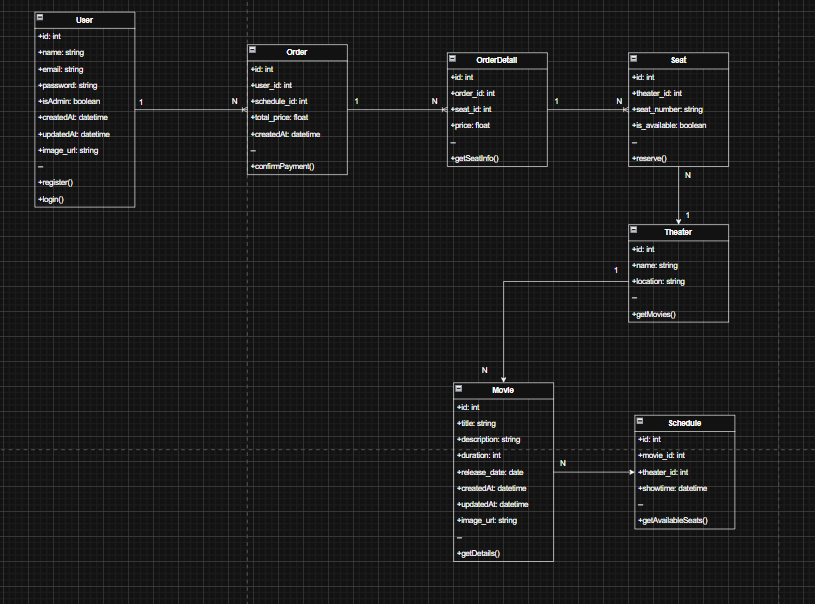 User
+id: int
+name: string
+email: string
+password: string
+isAdmin: boolean
+createdAt: datetime
+updatedAt: datetime
+image_url: string
--
+register()
+login()
1
N
Order
+id: int
+user_id: int
+schedule_id: int
+total_price: float
+createdAt: datetime
--
+confirmPayment()
1
N
OrderDetail
+id: int
+order_id: int
+seat_id: int
+price: float
--
+getSeatInfo()
1
N
Seat
+id: int
+theater_id: int
+seat_number: string
+is_available: boolean
--
+reserve()
N
1
Theater
+id: int
+name: string
+location: string
--
+getMovies()
1
N
Movie
+id: int
+title: string
+description: string
+duration: int
+release_date: date
+createdAt: datetime
+updatedAt: datetime
+image_url: string
--
+getDetails()
N
Schedule
+id: int
+movie_id: int
+theater_id: int
+showtime: datetime
--
+getAvailableSeats()